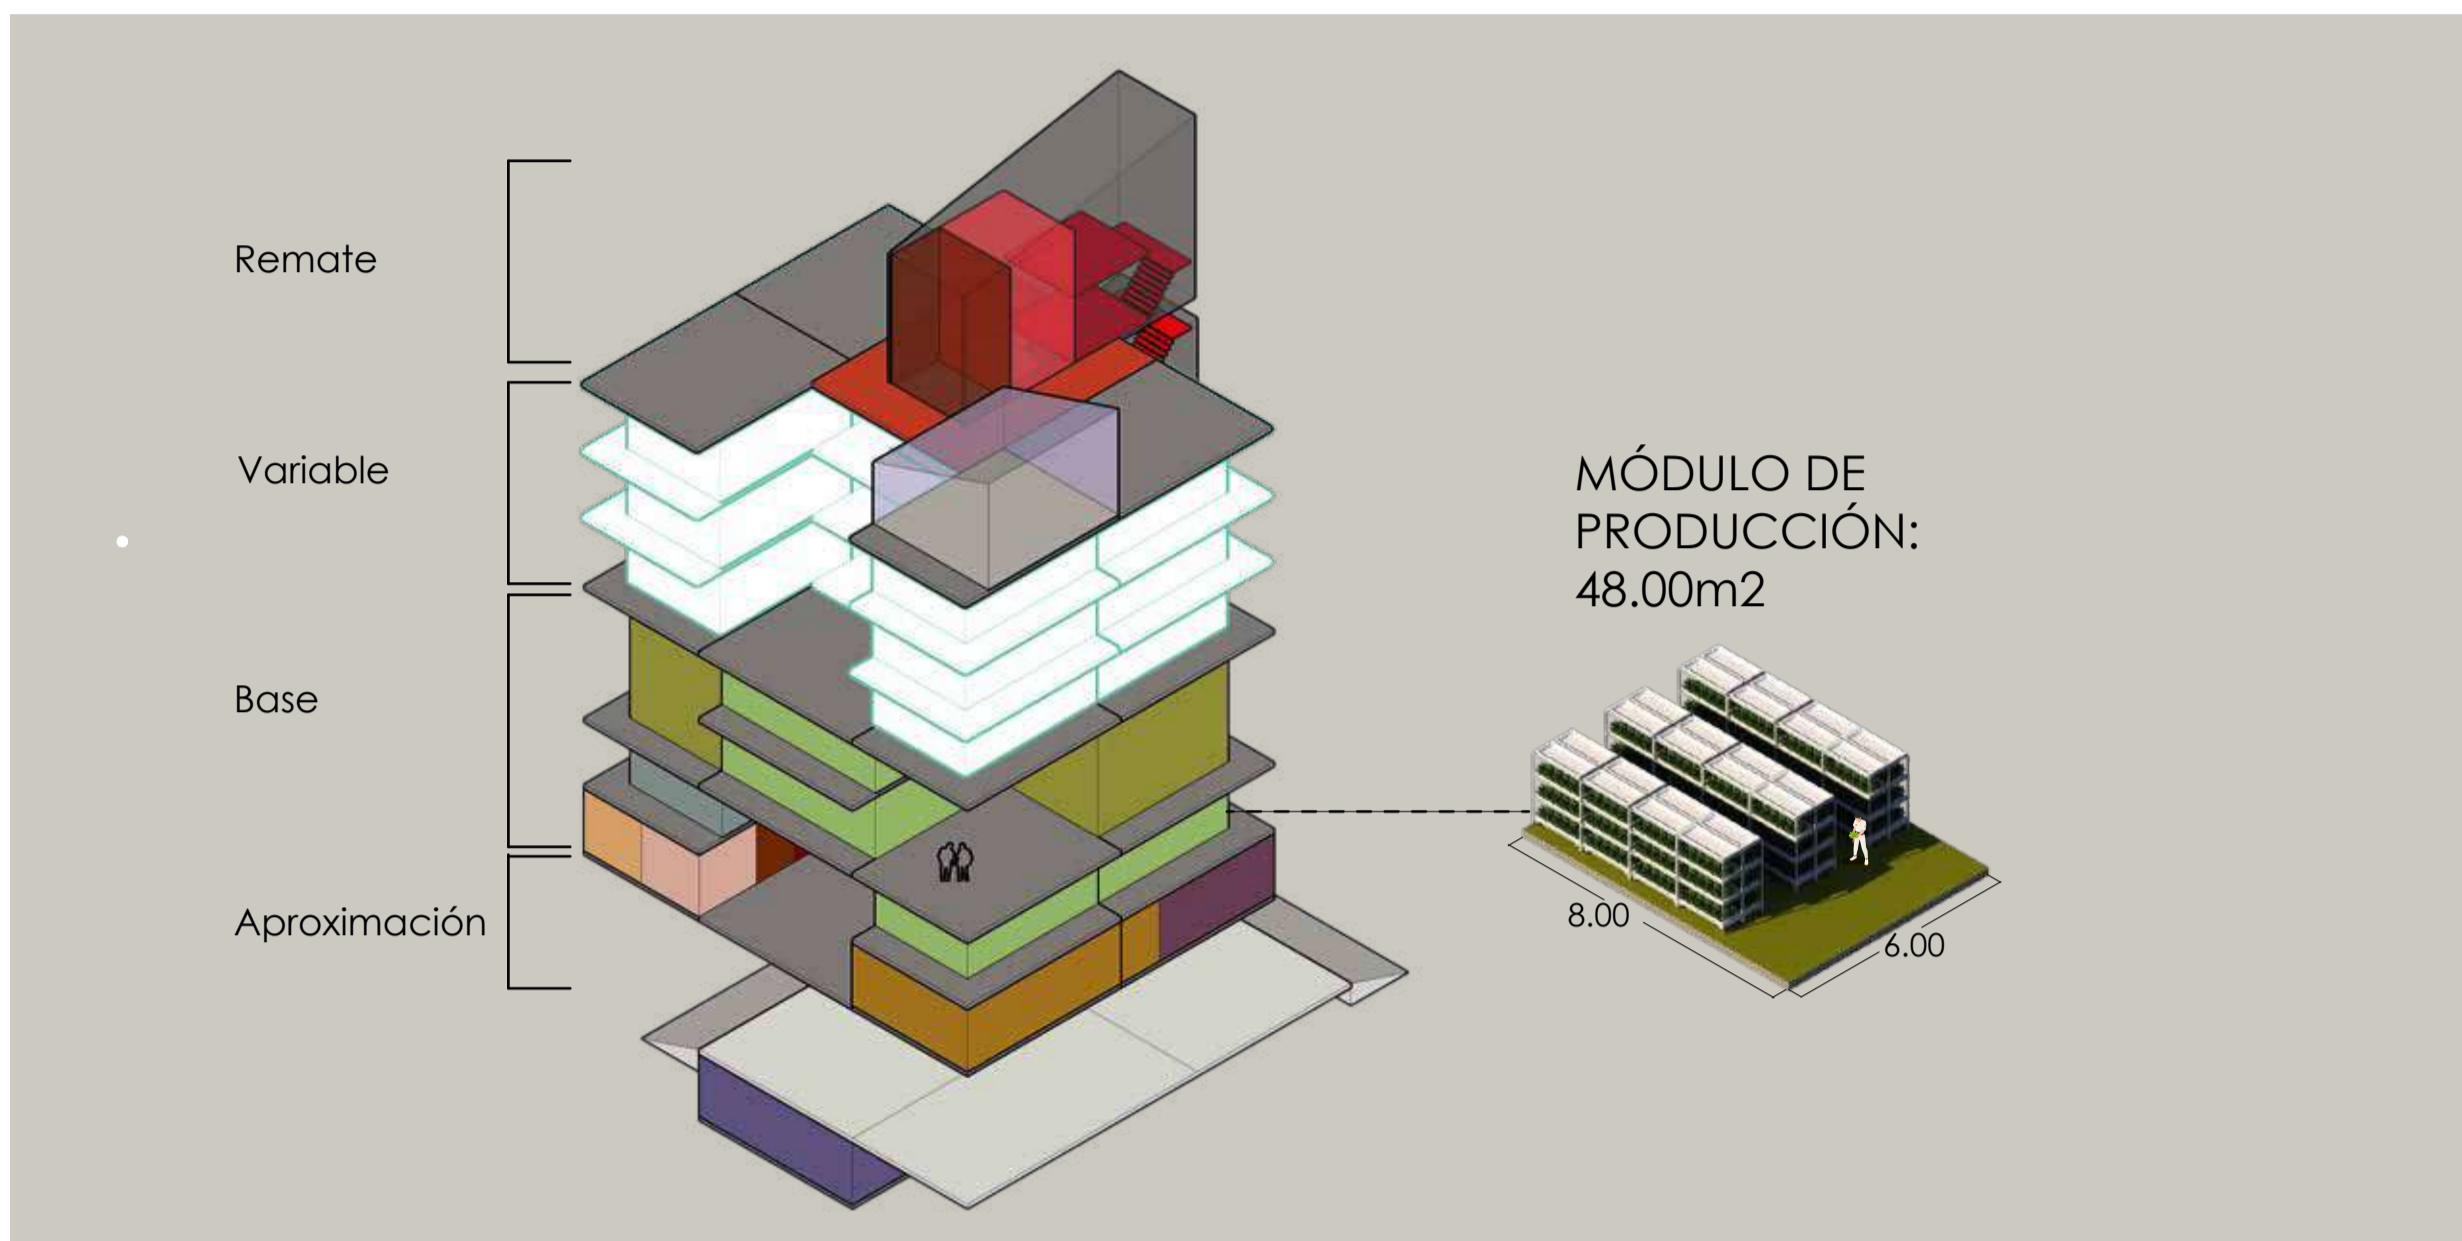 Remate
Variable
Base
Aproximación
MÓDULO DE
PRODUCCIÓN:
48.00m2
8.00
6.00